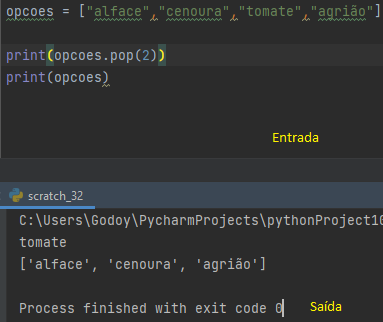 opcoes = ["alface","cenoura","tomate","agrião"]
print(opcoes.pop(2))
print(opcoes)
Entrada
scratch_32
C:\Users\Godoy\PycharmProjects\pythonProject10
tomate
['alface', 'cenoura', 'agrião']
Process finished with exit code 0
Saída